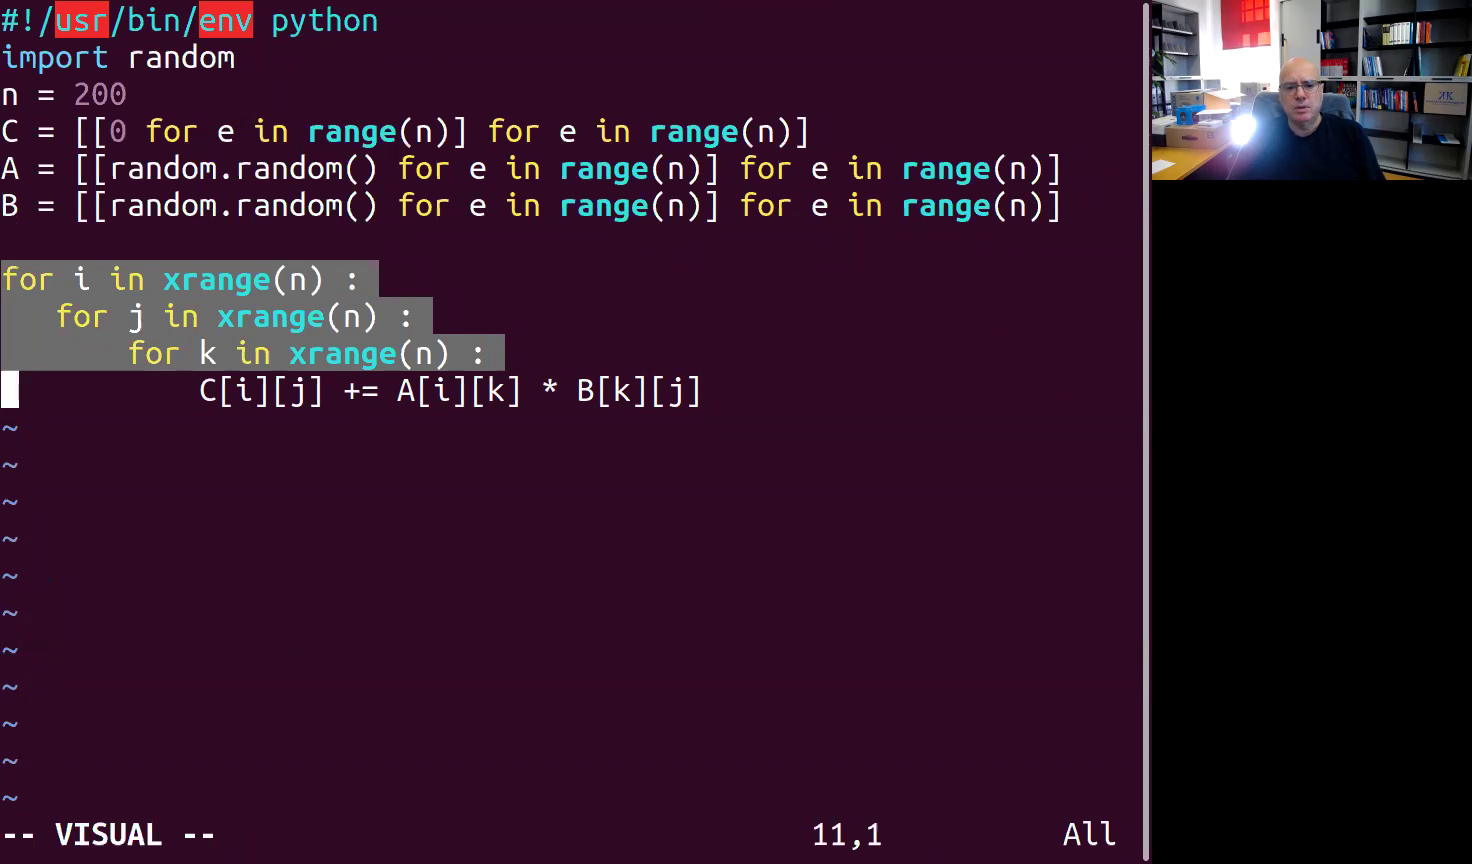 #!/usr/bin/env python
import random
n = 200
C = [[0 for e in range(n)] for e in range(n)]
A = [[random.random() for e in range(n)] for e in range(n)]
B = [[random.random() for e in range(n)] for e in range(n)]
for i in xrange(n) :
   for j in xrange(n) :
       for k in xrange(n) :
           C[i][j] += A[i][k] * B[k][j]
~
~
~
~
~
~
~
~
~
~
~
-- VISUAL -- 11,1 All